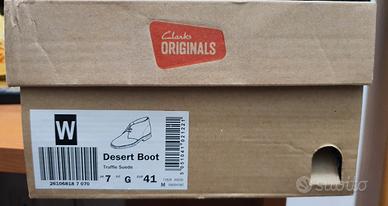 Clarks
ORIGINALS
W
Desert Boot
Truffle Suede
7
G
41
M
26106818 7 070
subito